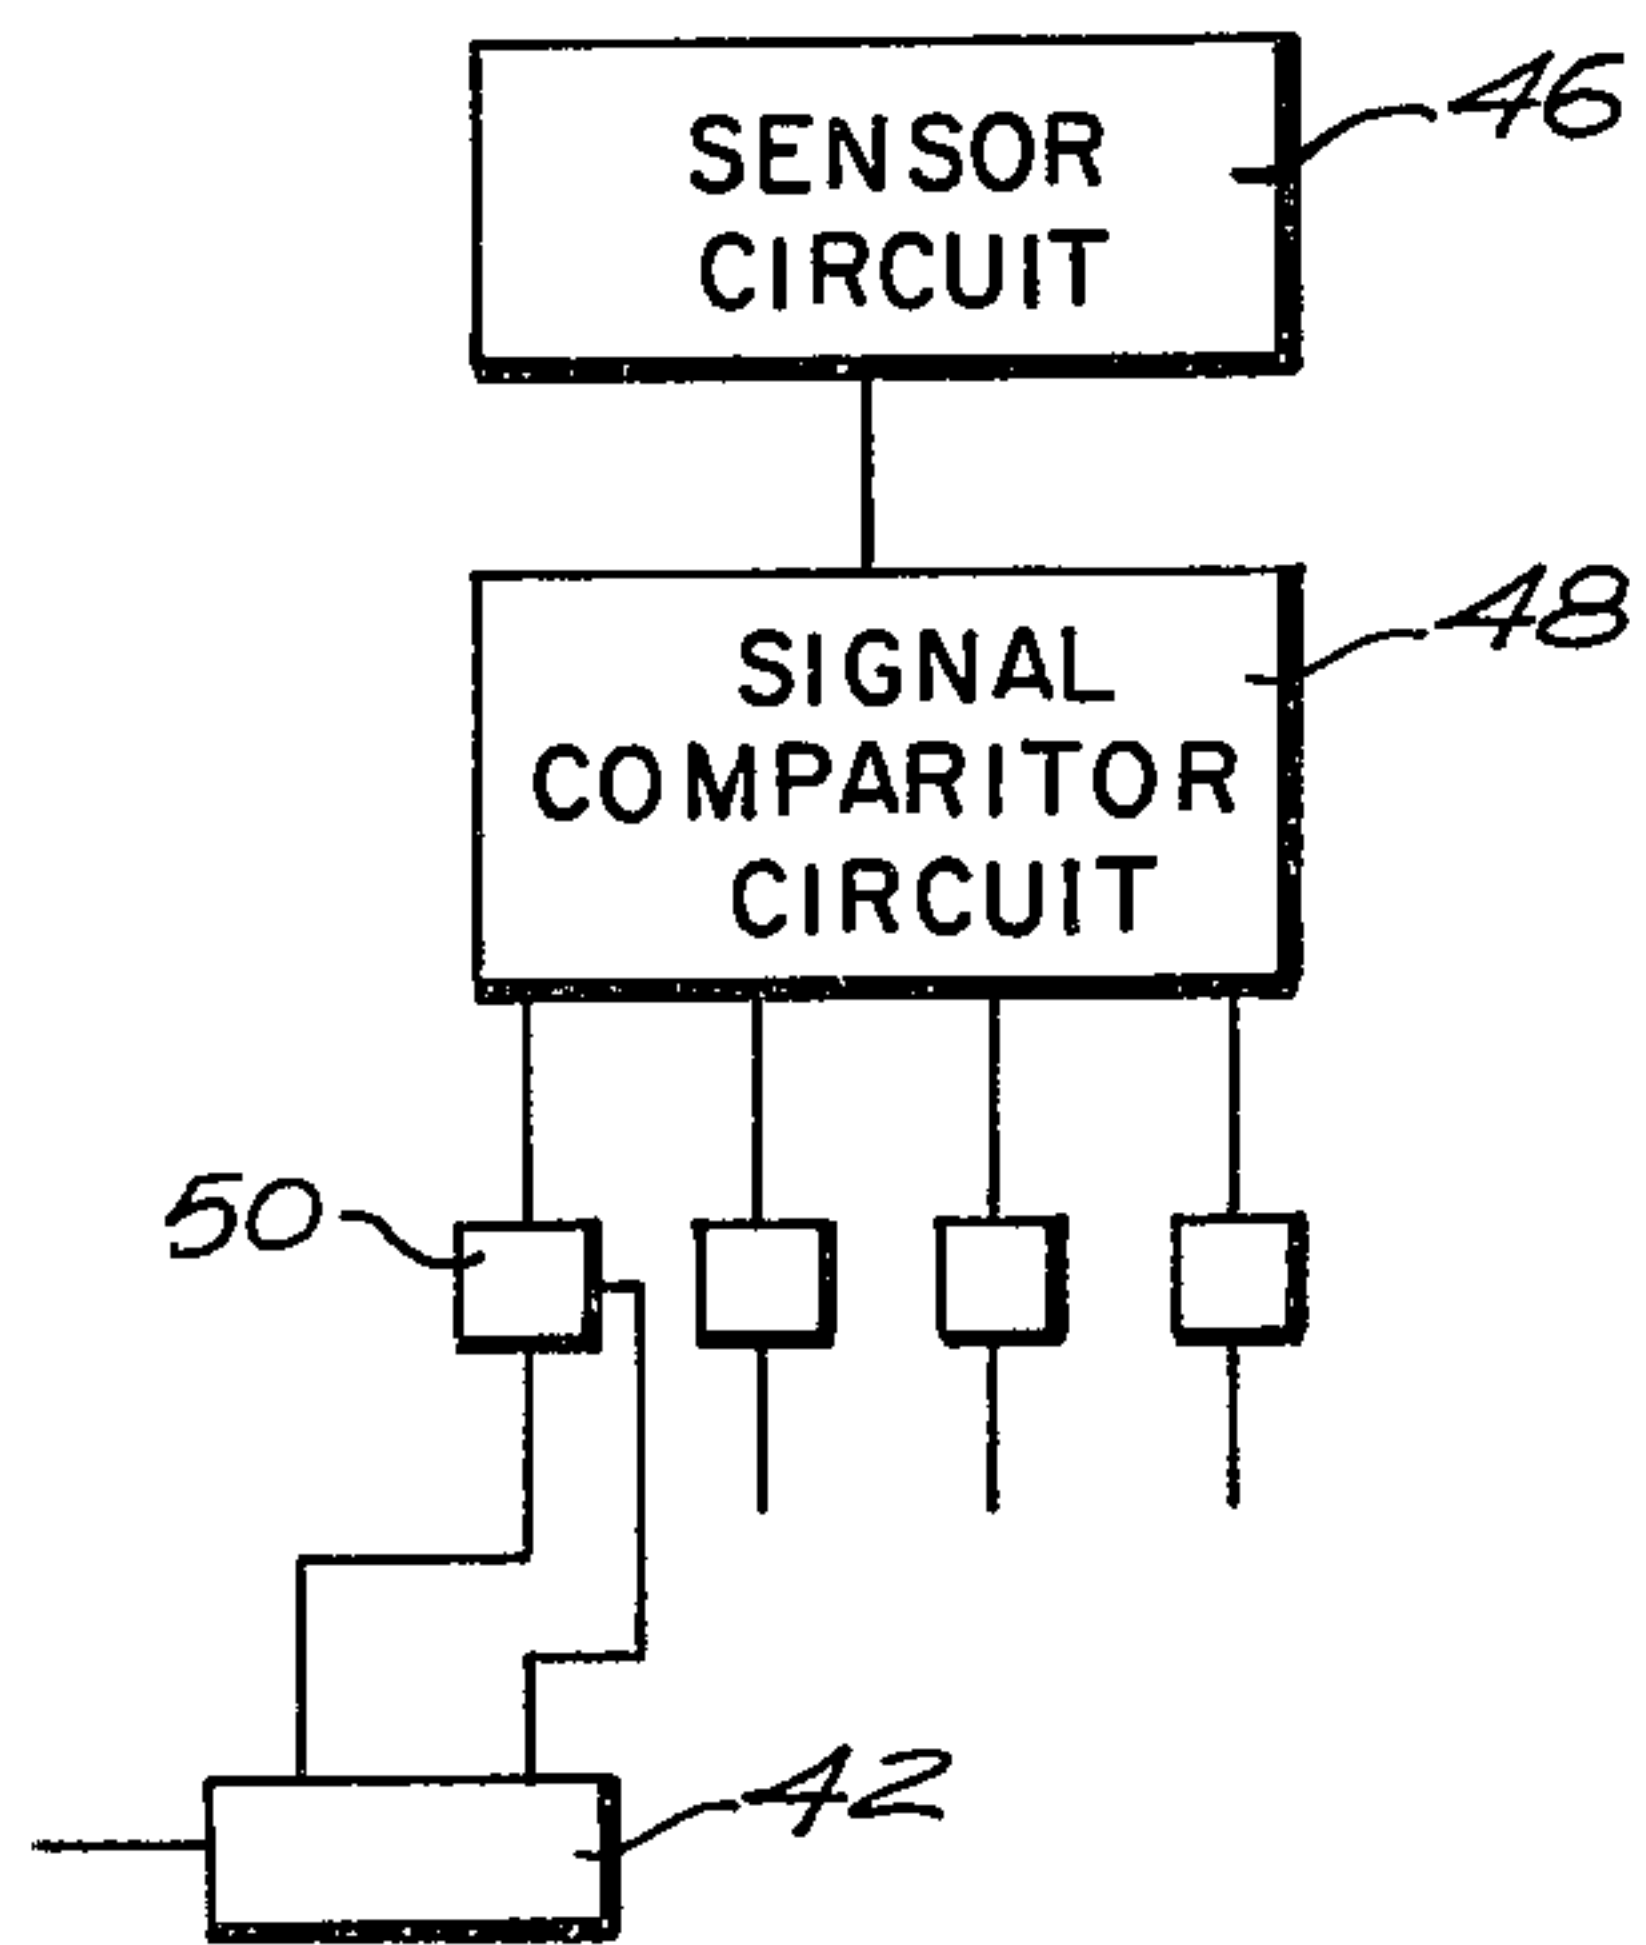 SENSOR
CIRCUIT
46
SIGNAL
COMPARITOR
CIRCUIT
48
50
42